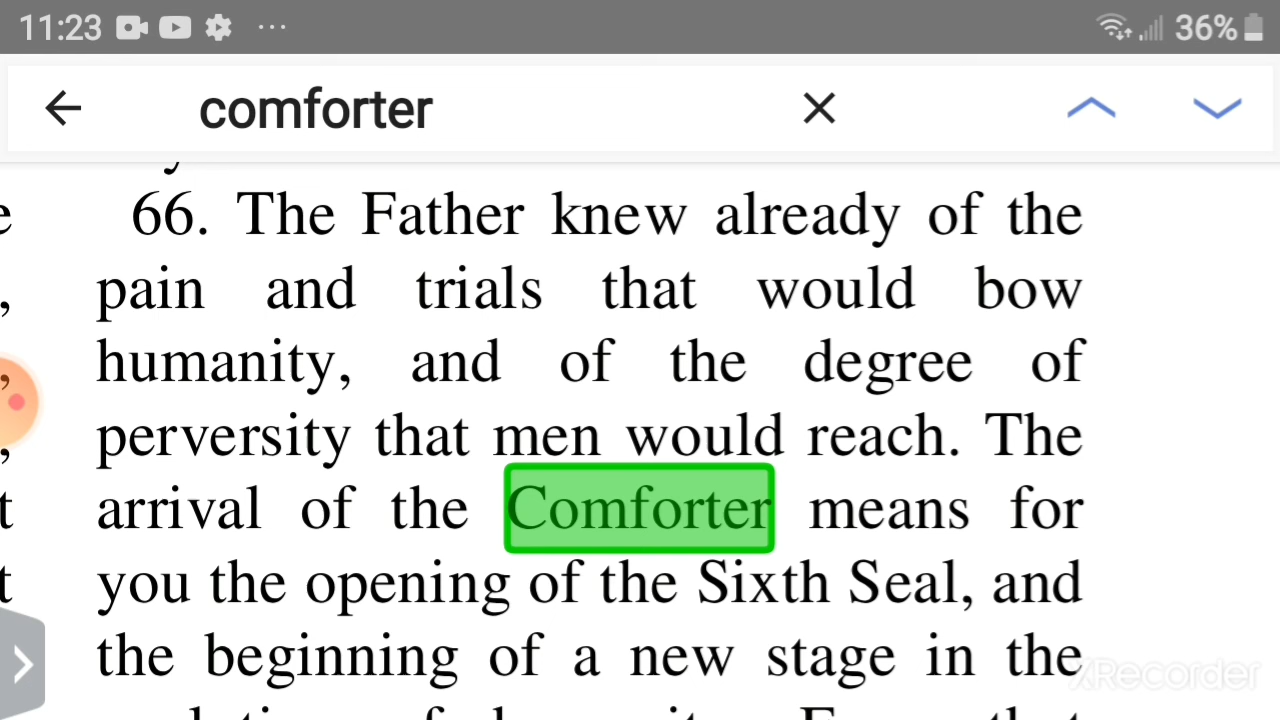 11:23
36%
comforter
66. The Father knew already of the
pain and trials that would bow
humanity, and of the degree of
perversity that men would reach. The
arrival of the Comforter means for
you the opening of the Sixth Seal, and
the beginning of a new stage in the
XRecorder